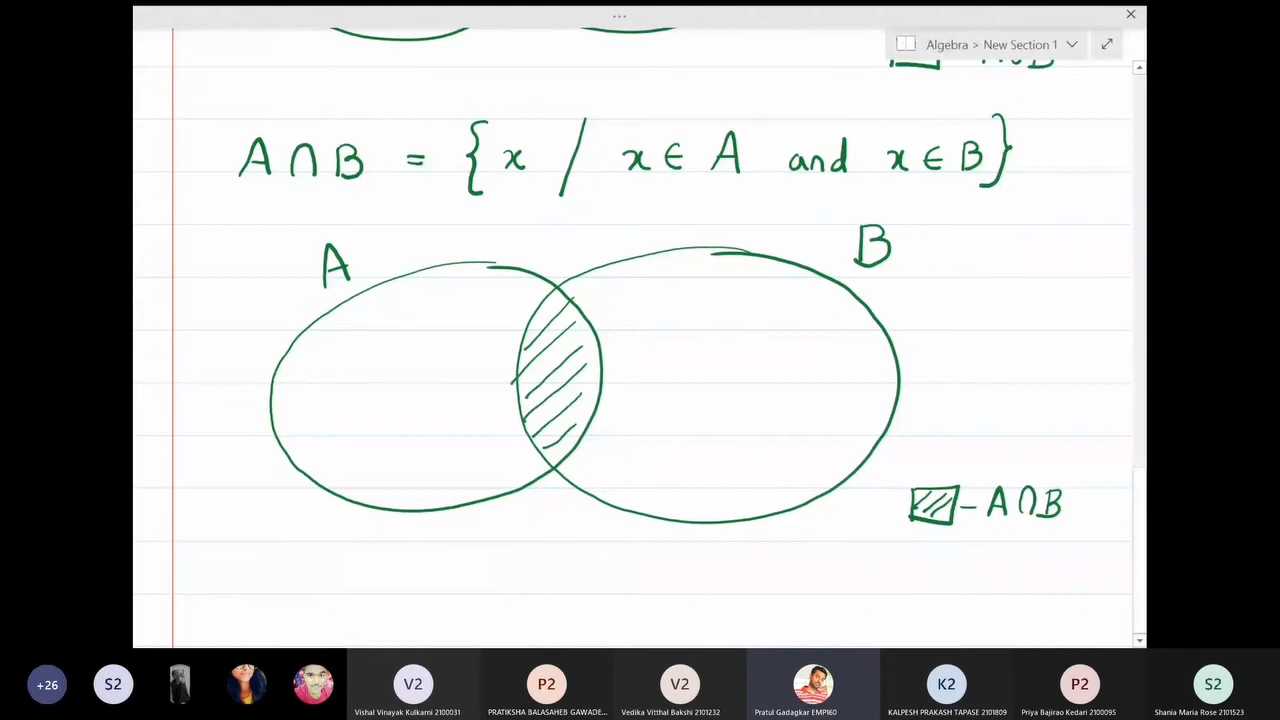 Algebra > New Section 1
A∪B
A∩B = {x / x∈A and x∈B}
A
B
– A∩B
+26
S2
V2
P2
V2
K2
P2
S2
Vishal Vinayak Kulkarni 2100031
PRATIKSHA BALASAHEB GAWADE...
Vedika Vitthal Bakshi 2101232
Pratul Gadagkar EMP160
KALPESH PRAKASH TAPASE 2101809
Priya Bajirao Kedari 2100095
Shania Maria Rose 2101523